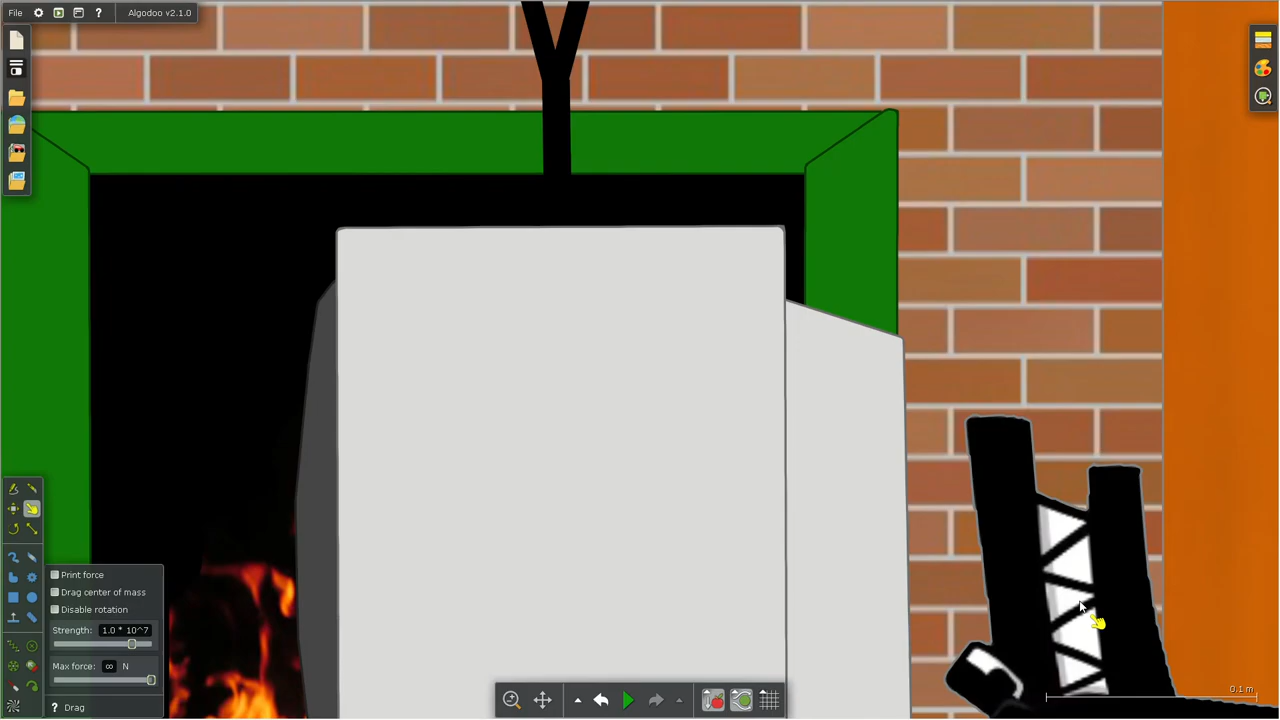 File ? Algodoo v2.1.0
Print force
Drag center of mass
Disable rotation
Strength: 1.0 * 10^7
Max force: ∞ N
? Drag
0.1 m